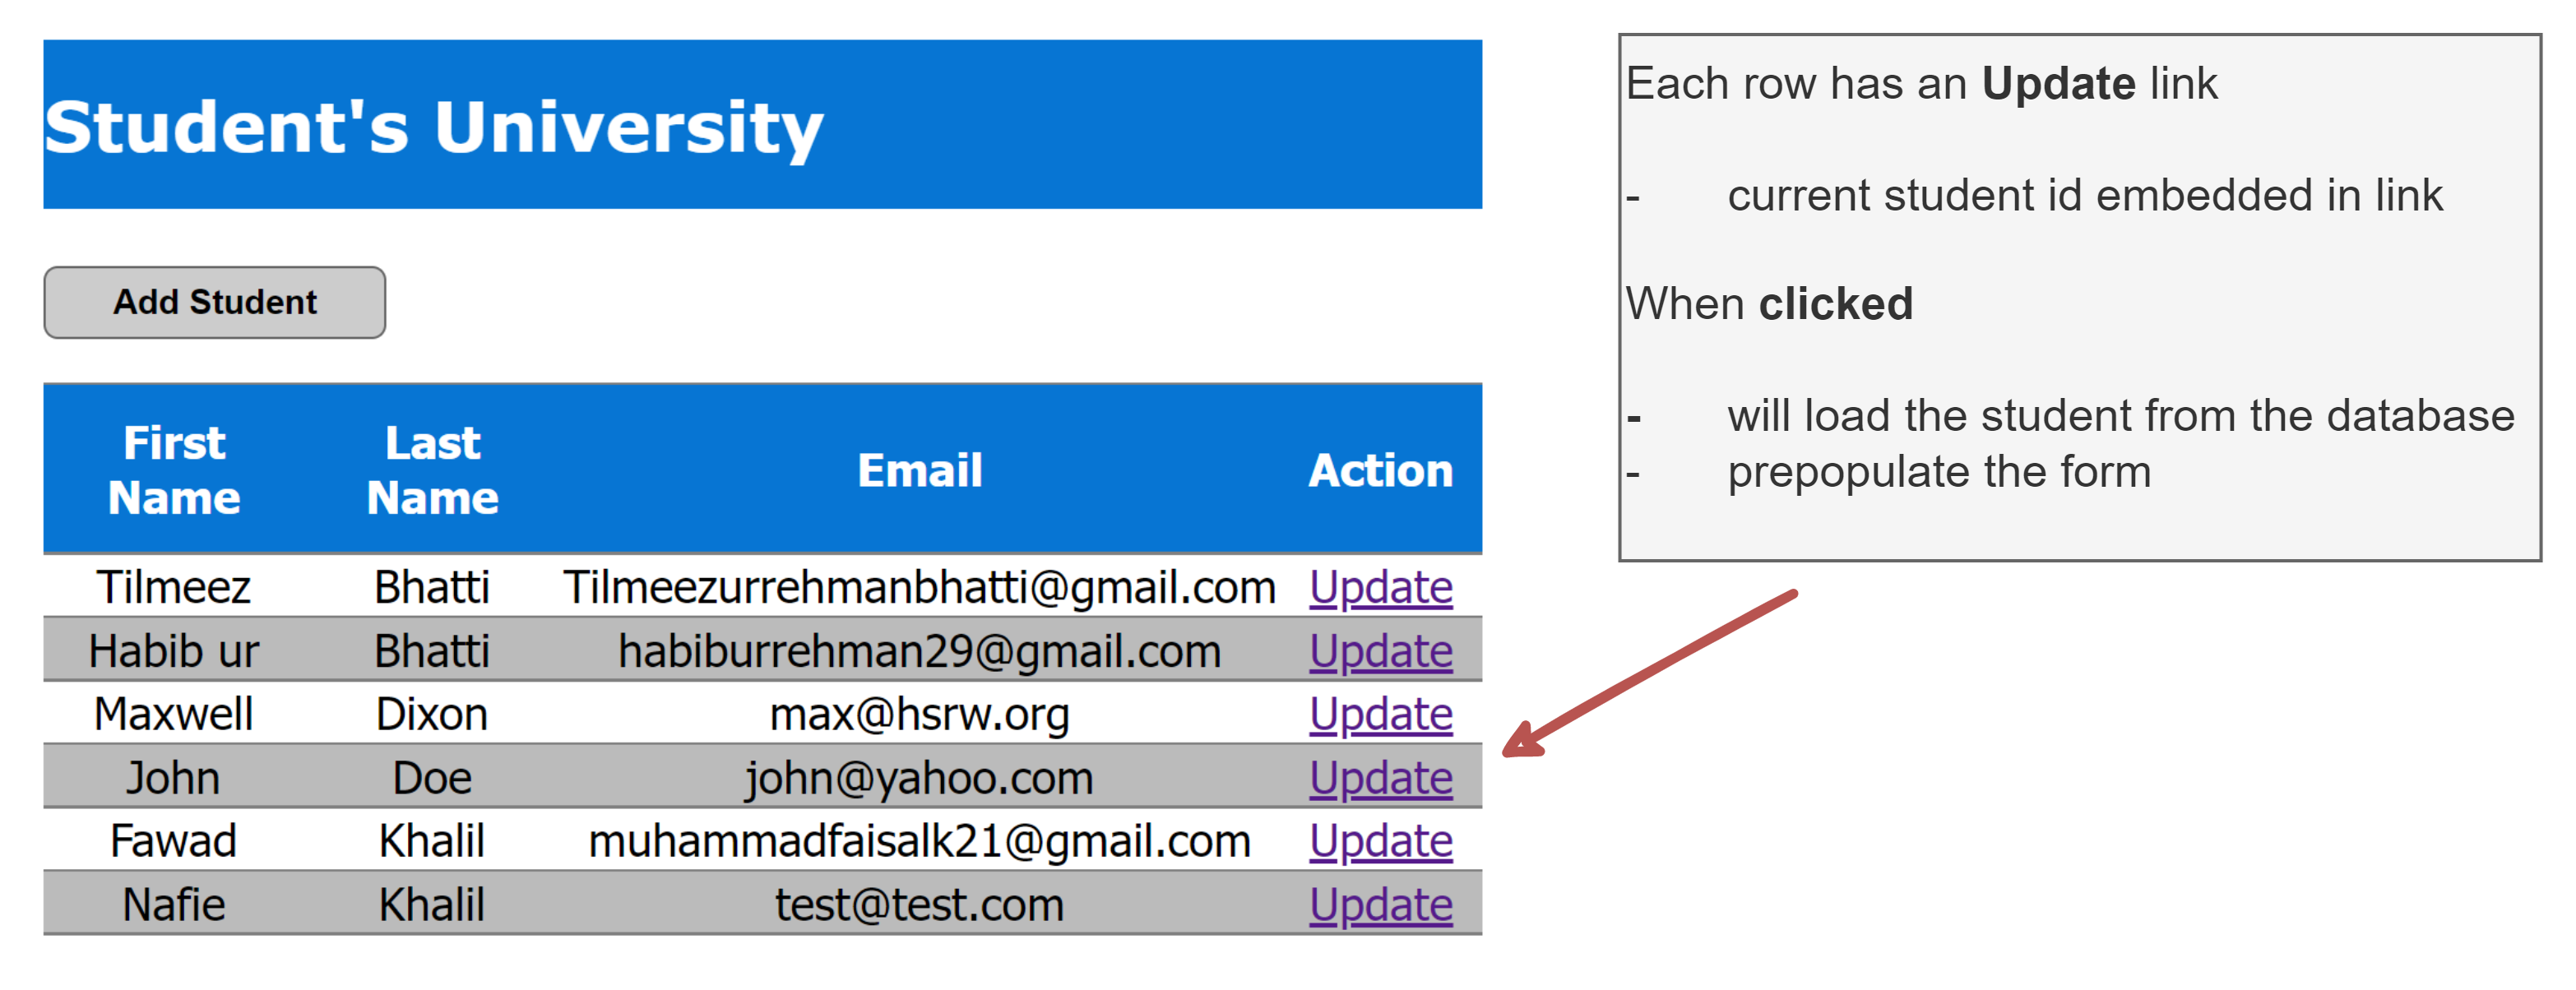 Student's University
Add Student
First Name Last Name Email Action
Tilmeez Bhatti Tilmeezurrehmanbhatti@gmail.com Update
Habib ur Bhatti habiburrehman29@gmail.com Update
Maxwell Dixon max@hsrw.org Update
John Doe john@yahoo.com Update
Fawad Khalil muhammadfaisalk21@gmail.com Update
Nafie Khalil test@test.com Update
Each row has an Update link
- current student id embedded in link
When clicked
- will load the student from the database
- prepopulate the form